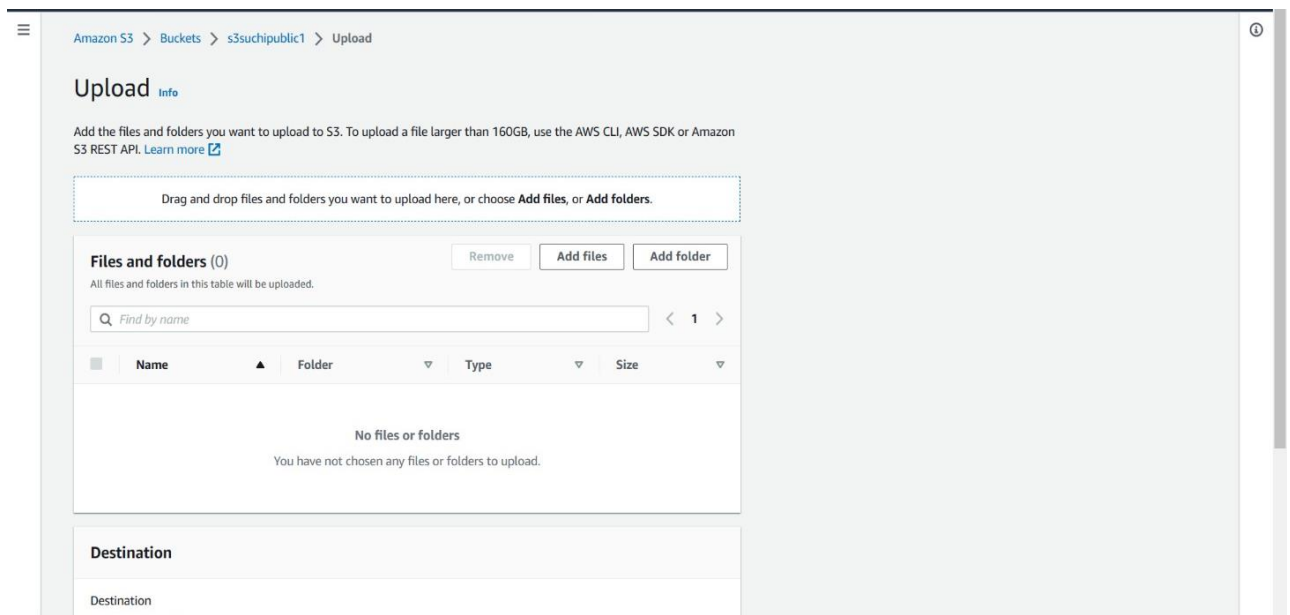 Amazon S3 > Buckets > s3suchipublic1 > Upload
Upload Info
Add the files and folders you want to upload to S3. To upload a file larger than 160GB, use the AWS CLI, AWS SDK or Amazon
S3 REST API. Learn more
Drag and drop files and folders you want to upload here, or choose Add files, or Add folders.
Files and folders (0)
Remove
Add files
Add folder
All files and folders in this table will be uploaded.
Find by name
< 1 >
Name Folder Type Size
No files or folders
You have not chosen any files or folders to upload.
Destination
Destination